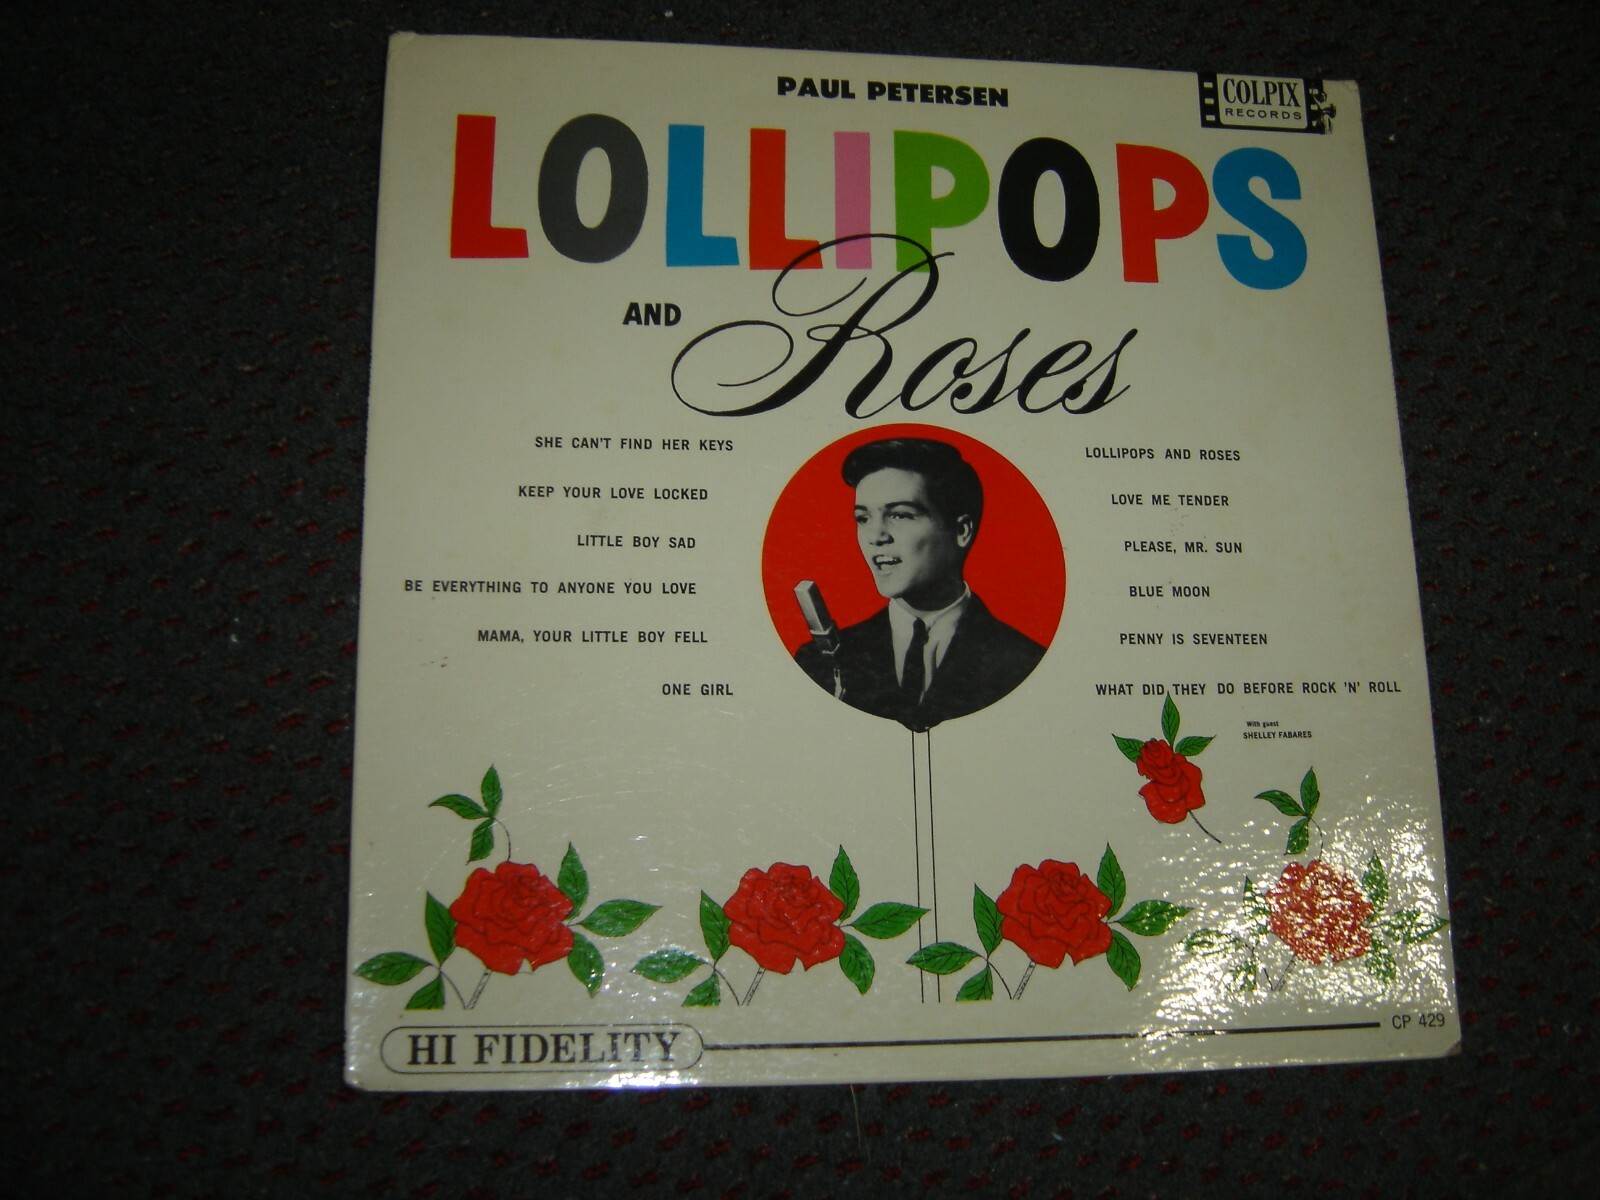 PAUL PETERSEN
COLPIX
RECORDS
LOLLIPOPS
AND Roses
SHE CAN'T FIND HER KEYS
KEEP YOUR LOVE LOCKED
LITTLE BOY SAD
BE EVERYTHING TO ANYONE YOU LOVE
MAMA, YOUR LITTLE BOY FELL
ONE GIRL
LOLLIPOPS AND ROSES
LOVE ME TENDER
PLEASE, MR. SUN
BLUE MOON
PENNY IS SEVENTEEN
WHAT DID THEY DO BEFORE ROCK 'N' ROLL
With guest
SHELLEY FABARES
HI FIDELITY
CP 429